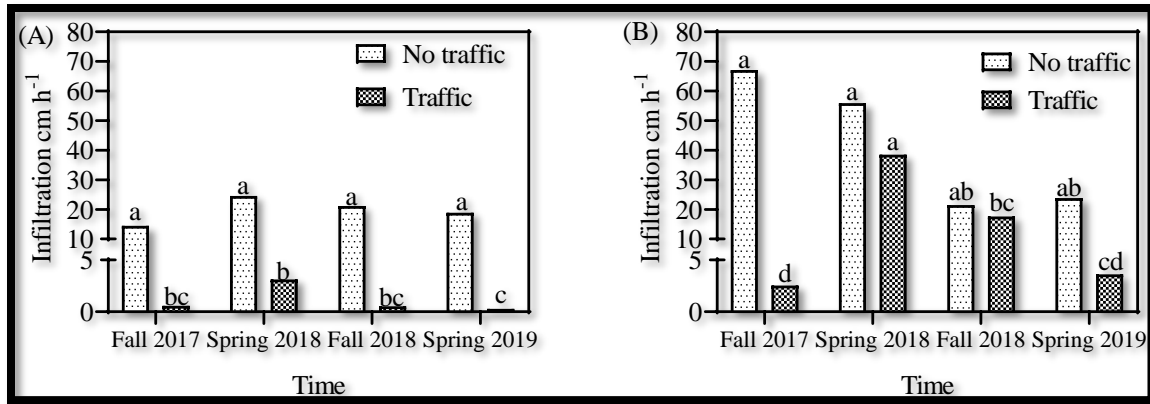 (A)
Infiltration cm h⁻¹
80
70
60
50
40
30
20
10
5
0
No traffic
Traffic
a
bc
a
b
a
bc
a
c
Fall 2017 Spring 2018 Fall 2018 Spring 2019
Time
(B)
Infiltration cm h⁻¹
80
70
60
50
40
30
20
10
5
0
No traffic
Traffic
a
d
a
a
ab
bc
ab
cd
Fall 2017 Spring 2018 Fall 2018 Spring 2019
Time